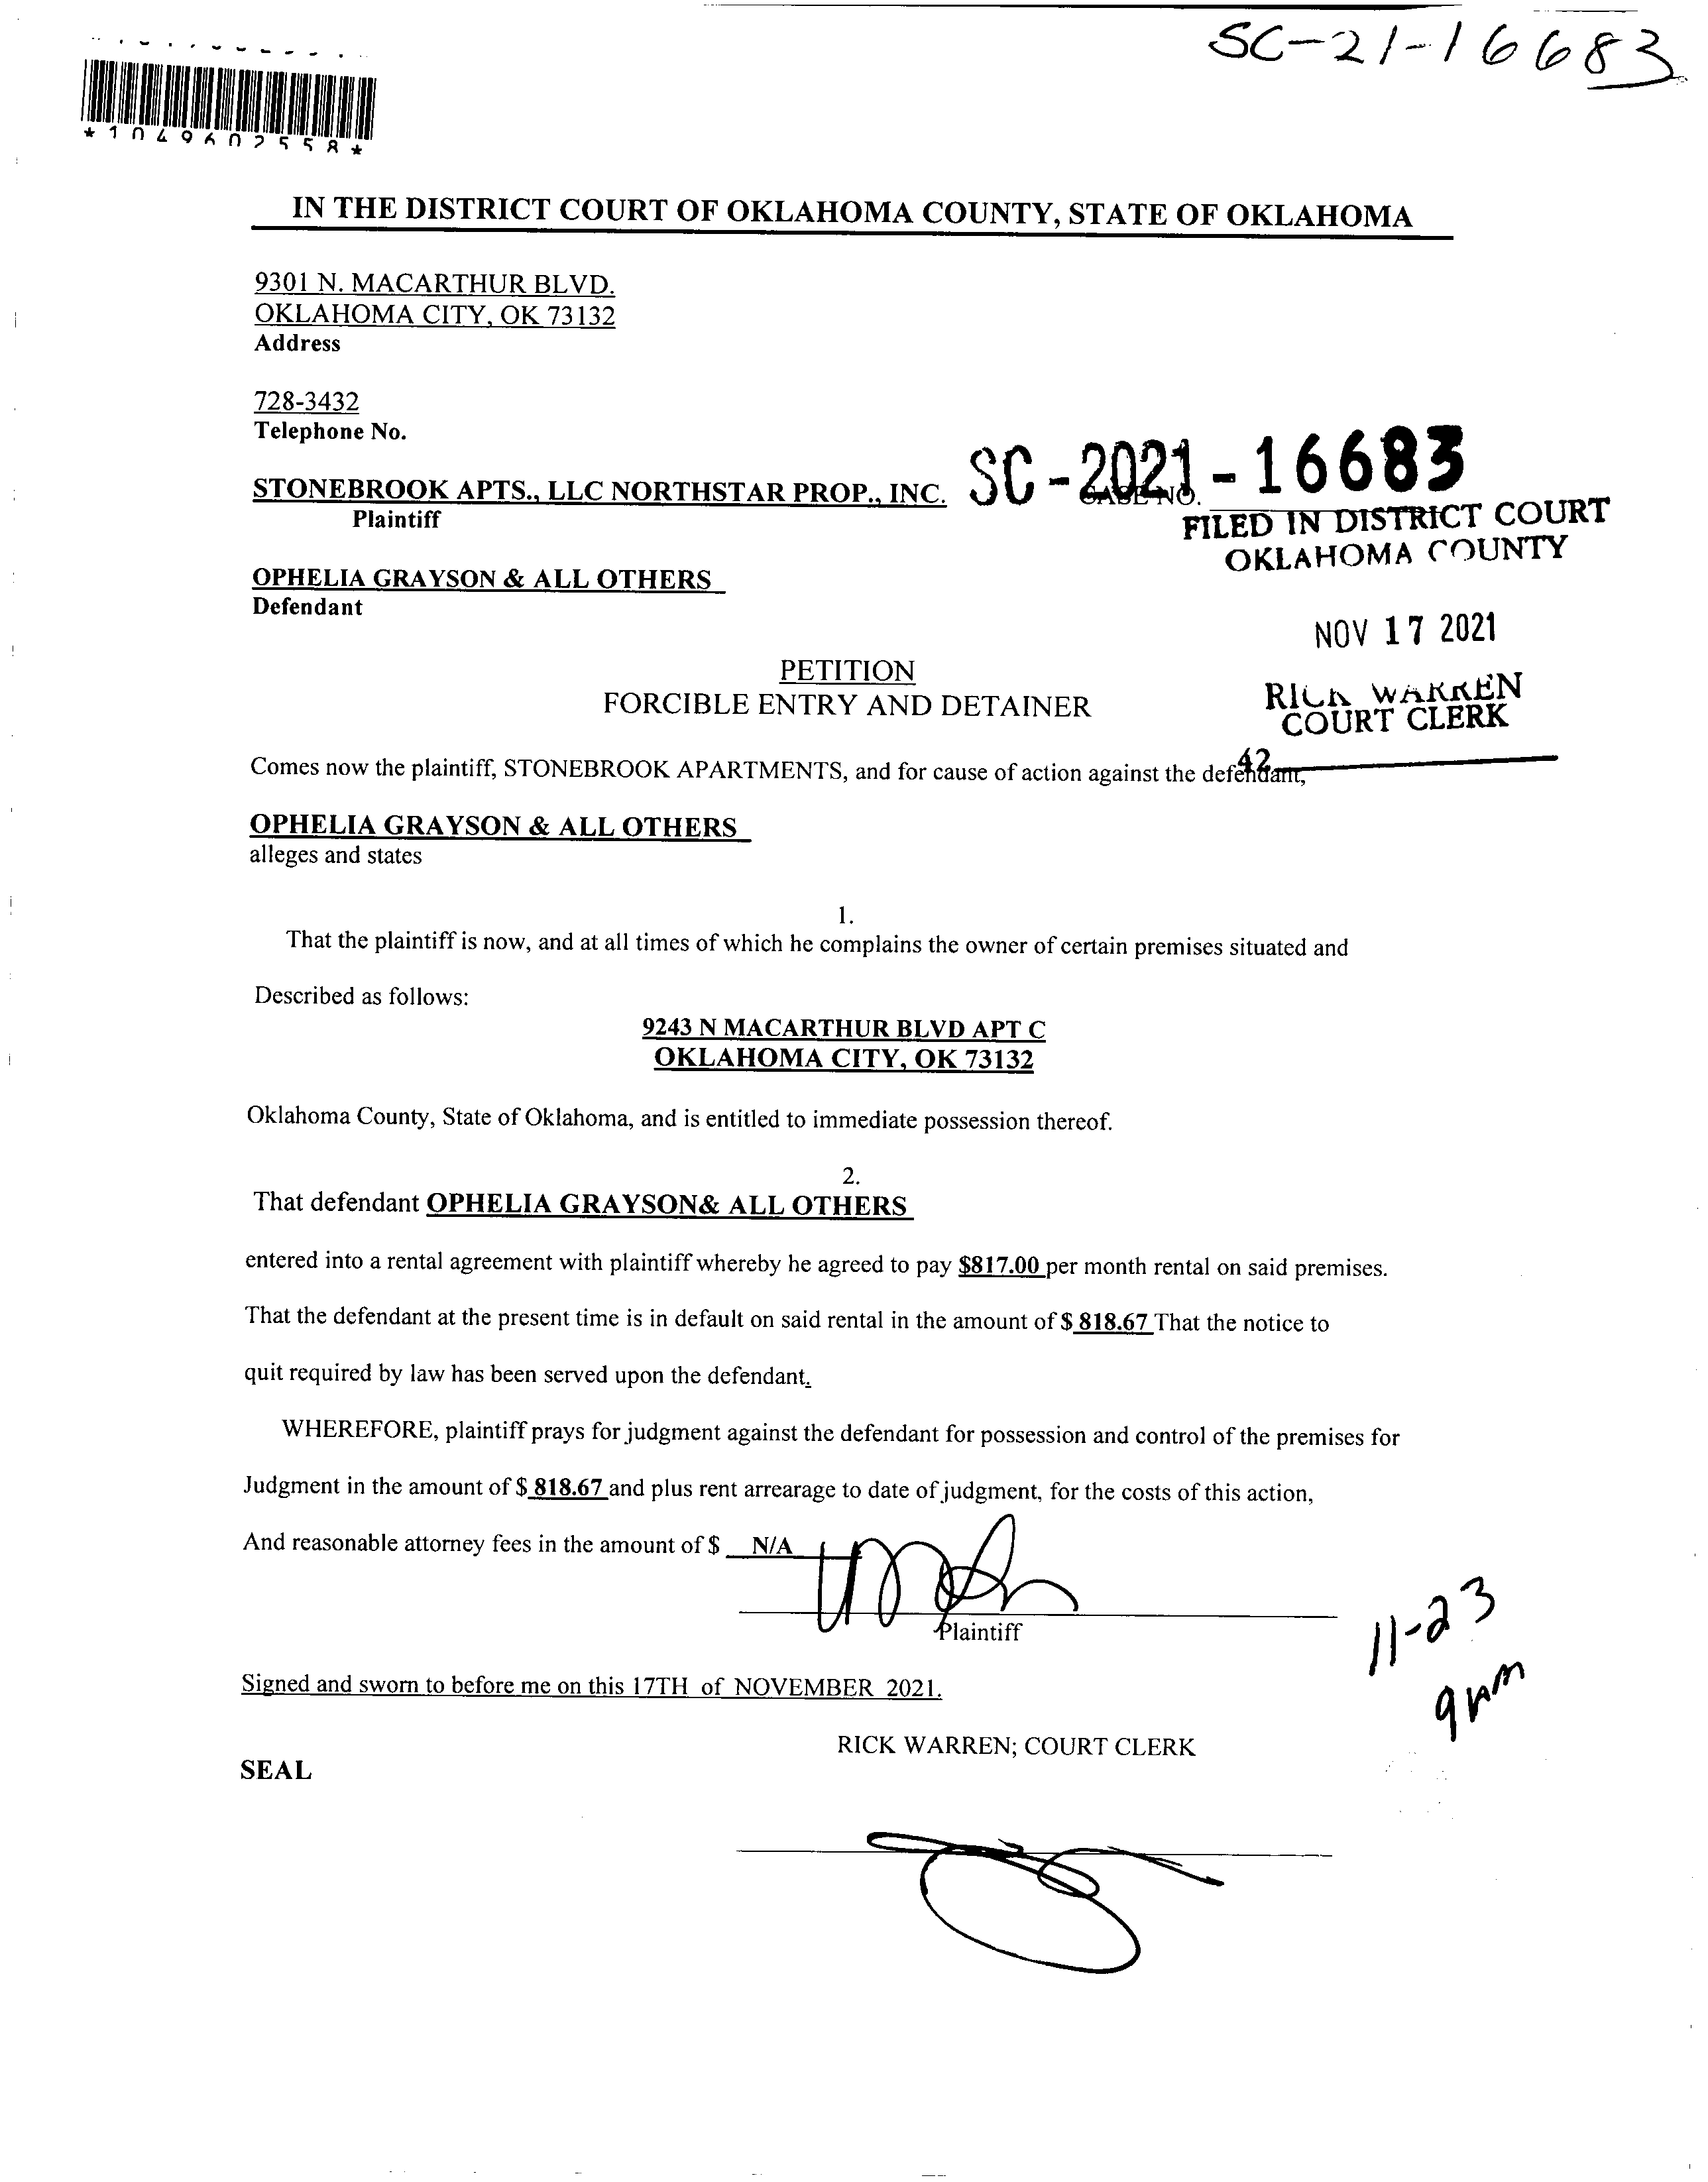 SC-21-16683
*1049602558*
IN THE DISTRICT COURT OF OKLAHOMA COUNTY, STATE OF OKLAHOMA
9301 N. MACARTHUR BLVD.
OKLAHOMA CITY, OK 73132
Address
728-3432
Telephone No.
STONEBROOK APTS., LLC NORTHSTAR PROP., INC.
Plaintiff
SC-2021-16683
CASE NO.
FILED IN DISTRICT COURT
OKLAHOMA COUNTY
OPHELIA GRAYSON & ALL OTHERS
Defendant
NOV 17 2021
PETITION
FORCIBLE ENTRY AND DETAINER
RICK WARREN
COURT CLERK
42
Comes now the plaintiff, STONEBROOK APARTMENTS, and for cause of action against the defendant,
OPHELIA GRAYSON & ALL OTHERS
alleges and states
1.
That the plaintiff is now, and at all times of which he complains the owner of certain premises situated and
Described as follows:
9243 N MACARTHUR BLVD APT C
OKLAHOMA CITY, OK 73132
Oklahoma County, State of Oklahoma, and is entitled to immediate possession thereof.
2.
That defendant OPHELIA GRAYSON& ALL OTHERS
entered into a rental agreement with plaintiff whereby he agreed to pay $817.00 per month rental on said premises.
That the defendant at the present time is in default on said rental in the amount of $ 818.67 That the notice to
quit required by law has been served upon the defendant.
WHEREFORE, plaintiff prays for judgment against the defendant for possession and control of the premises for
Judgment in the amount of $ 818.67 and plus rent arrearage to date of judgment, for the costs of this action,
And reasonable attorney fees in the amount of $ N/A
Plaintiff
11-23
9am
Signed and sworn to before me on this 17TH of NOVEMBER 2021.
RICK WARREN; COURT CLERK
SEAL